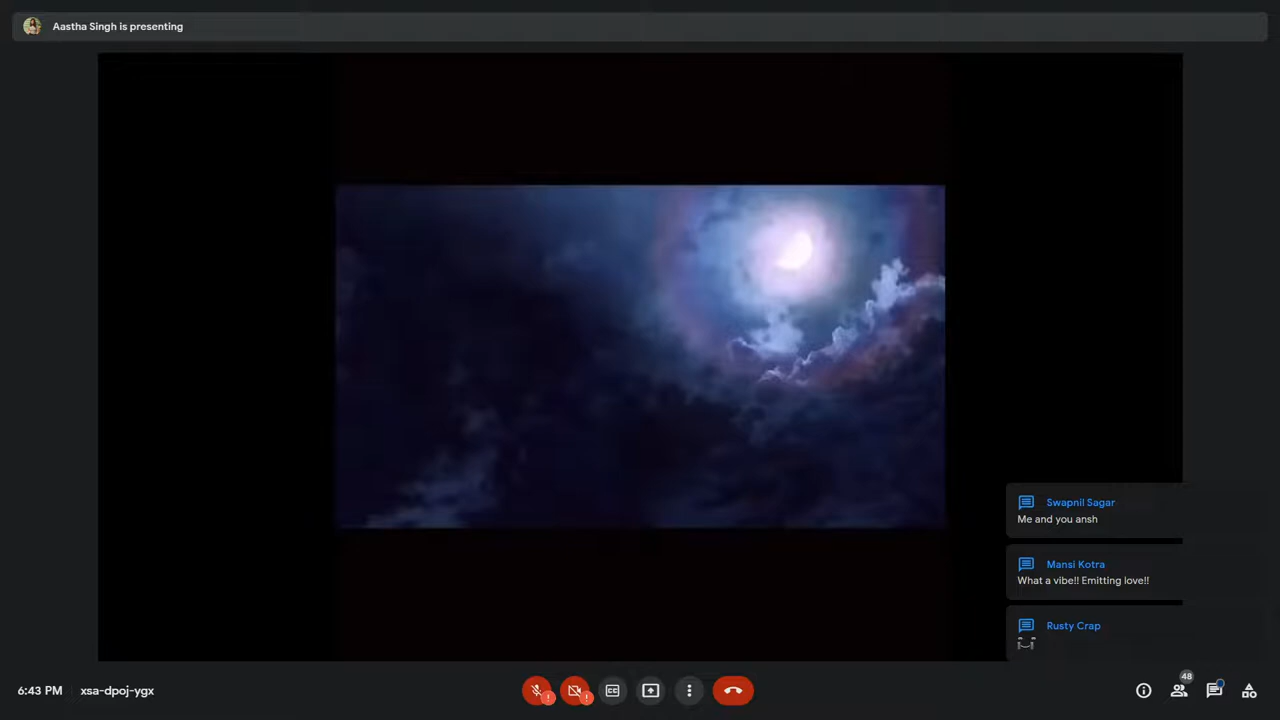 Aastha Singh is presenting
Swapnil Sagar
Me and you ansh
Mansi Kotra
What a vibe!! Emitting love!!
Rusty Crap
6:43 PM | xsa-dpoj-ygx
! ! CC 48